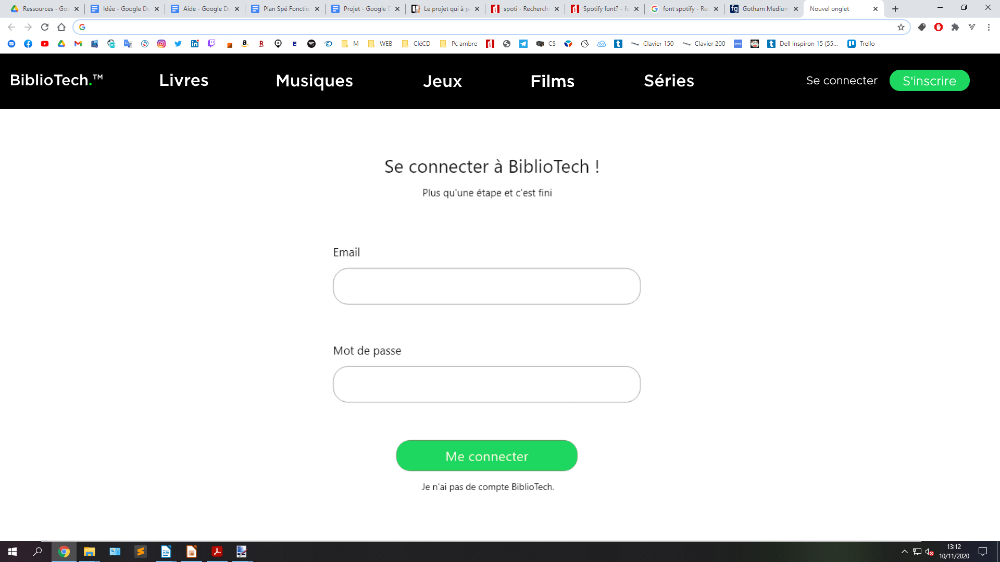 Ressources - Goo
Idée - Google Do
Aide - Google Do
Plan Spé Fonctio
Projet - Google D
Le projet qui à p
spoti - Recherche
Spotify font? - fo
font spotify - Rec
Gotham Medium
Nouvel onglet
M
WEB
CléCD
Pc ambre
CS
Clavier 150
Clavier 200
Dell Inspiron 15 (55...
Trello
BiblioTech.™
Livres
Musiques
Jeux
Films
Séries
Se connecter
S'inscrire
Se connecter à BiblioTech !
Plus qu'une étape et c'est fini
Email
Mot de passe
Me connecter
Je n'ai pas de compte BiblioTech.
13:12
10/11/2020